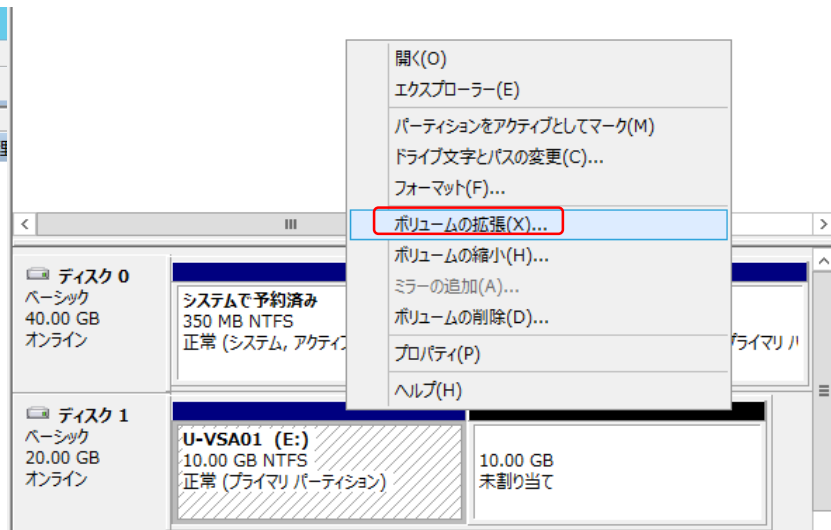 開く(O)
エクスプローラー(E)
パーティションをアクティブとしてマーク(M)
ドライブ文字とパスの変更(C)...
フォーマット(F)...
ボリュームの拡張(X)...
ボリュームの縮小(H)...
ミラーの追加(A)...
ボリュームの削除(D)...
プロパティ(P)
ヘルプ(H)
ディスク 0
ベーシック
40.00 GB
オンライン
システムで予約済み
350 MB NTFS
正常 (システム, アクティブ
プライマリ パ
ディスク 1
ベーシック
20.00 GB
オンライン
U-VSA01 (E:)
10.00 GB NTFS
正常 (プライマリ パーティション)
10.00 GB
未割り当て